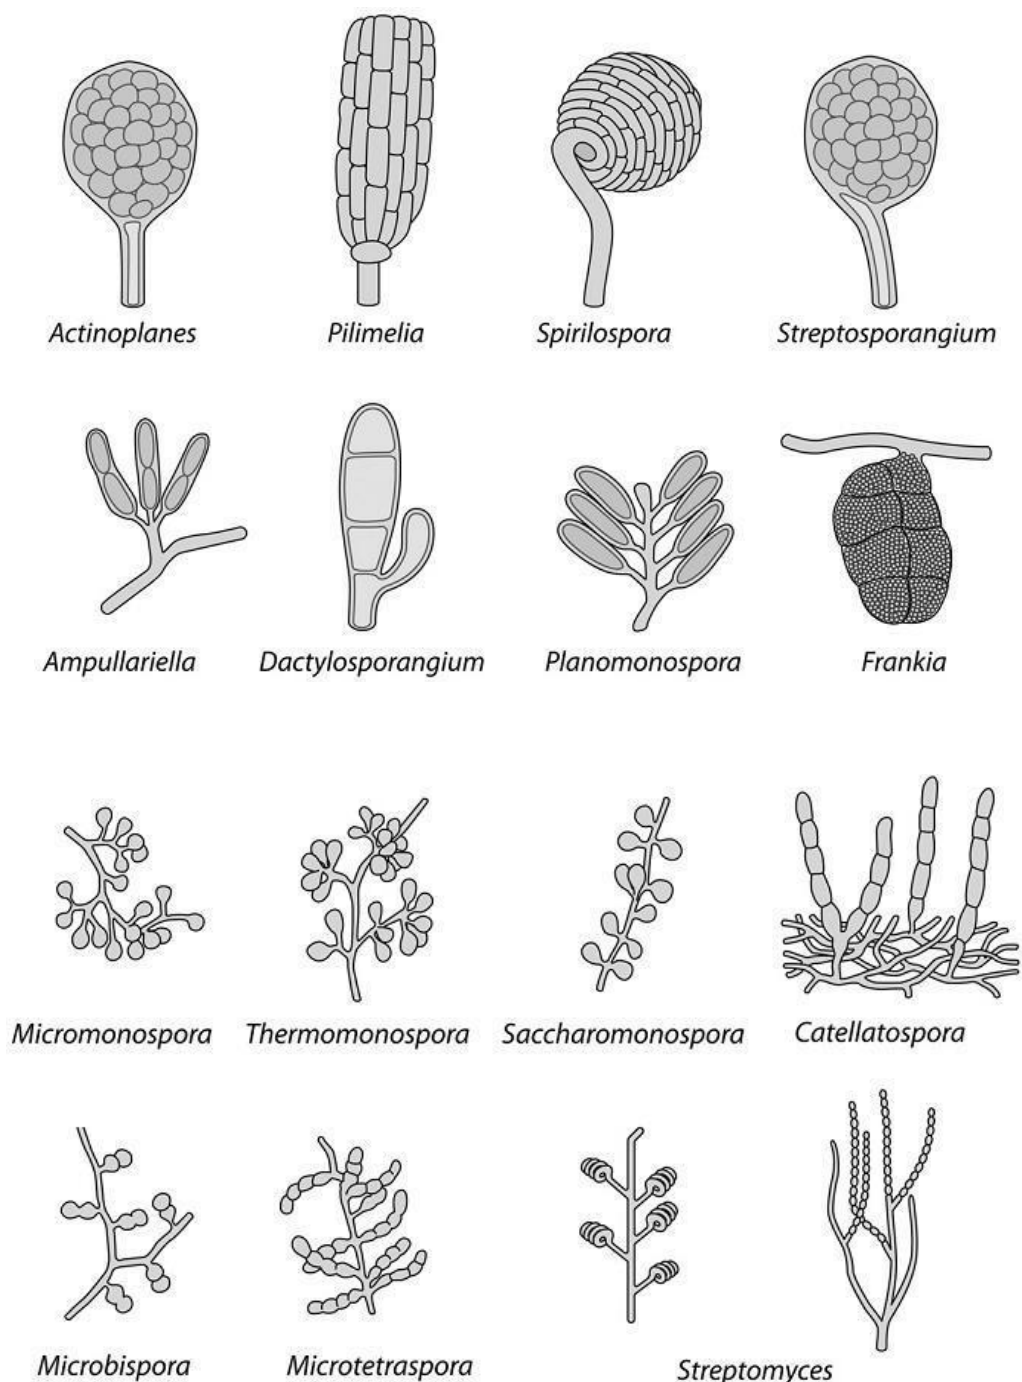 Actinoplanes
Pilimelia
Spirilospora
Streptosporangium
Ampullariella
Dactylosporangium
Planomonospora
Frankia
Micromonospora
Thermomonospora
Saccharomonospora
Catellatospora
Microbispora
Microtetraspora
Streptomyces